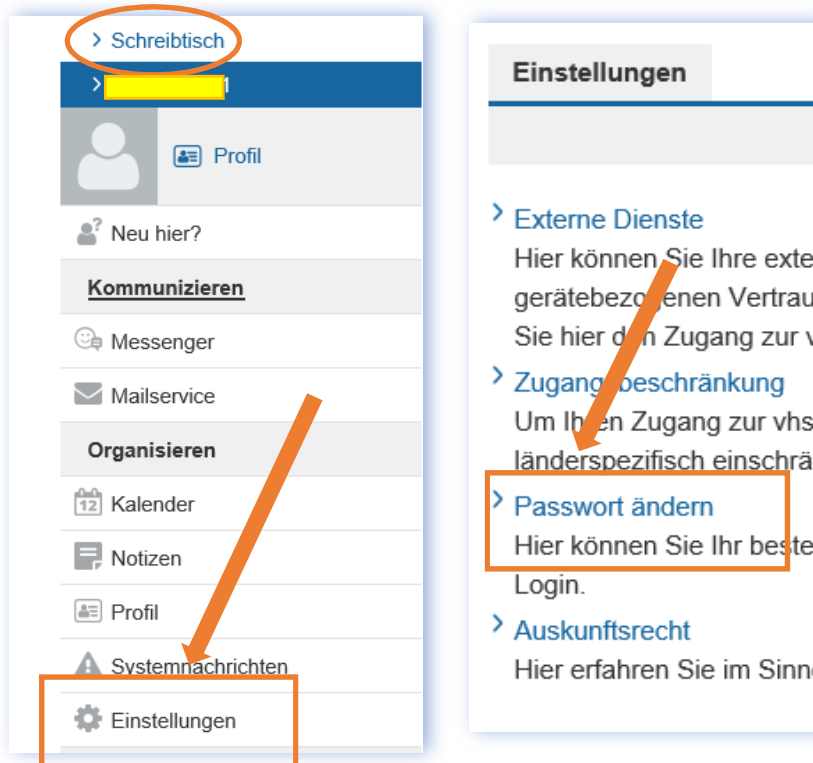 Schreibtisch
Profil
Neu hier?
Kommunizieren
Messenger
Mailservice
Organisieren
12 Kalender
Notizen
Profil
Systemnachrichten
Einstellungen
Einstellungen
Externe Dienste
Hier können Sie Ihre exte
gerätebezogenen Vertrau
Sie hier den Zugang zur v
Zugangsbeschränkung
Um Ihren Zugang zur vhs
länderspezifisch einschrä
Passwort ändern
Hier können Sie Ihr beste
Login.
Auskunftsrecht
Hier erfahren Sie im Sinn